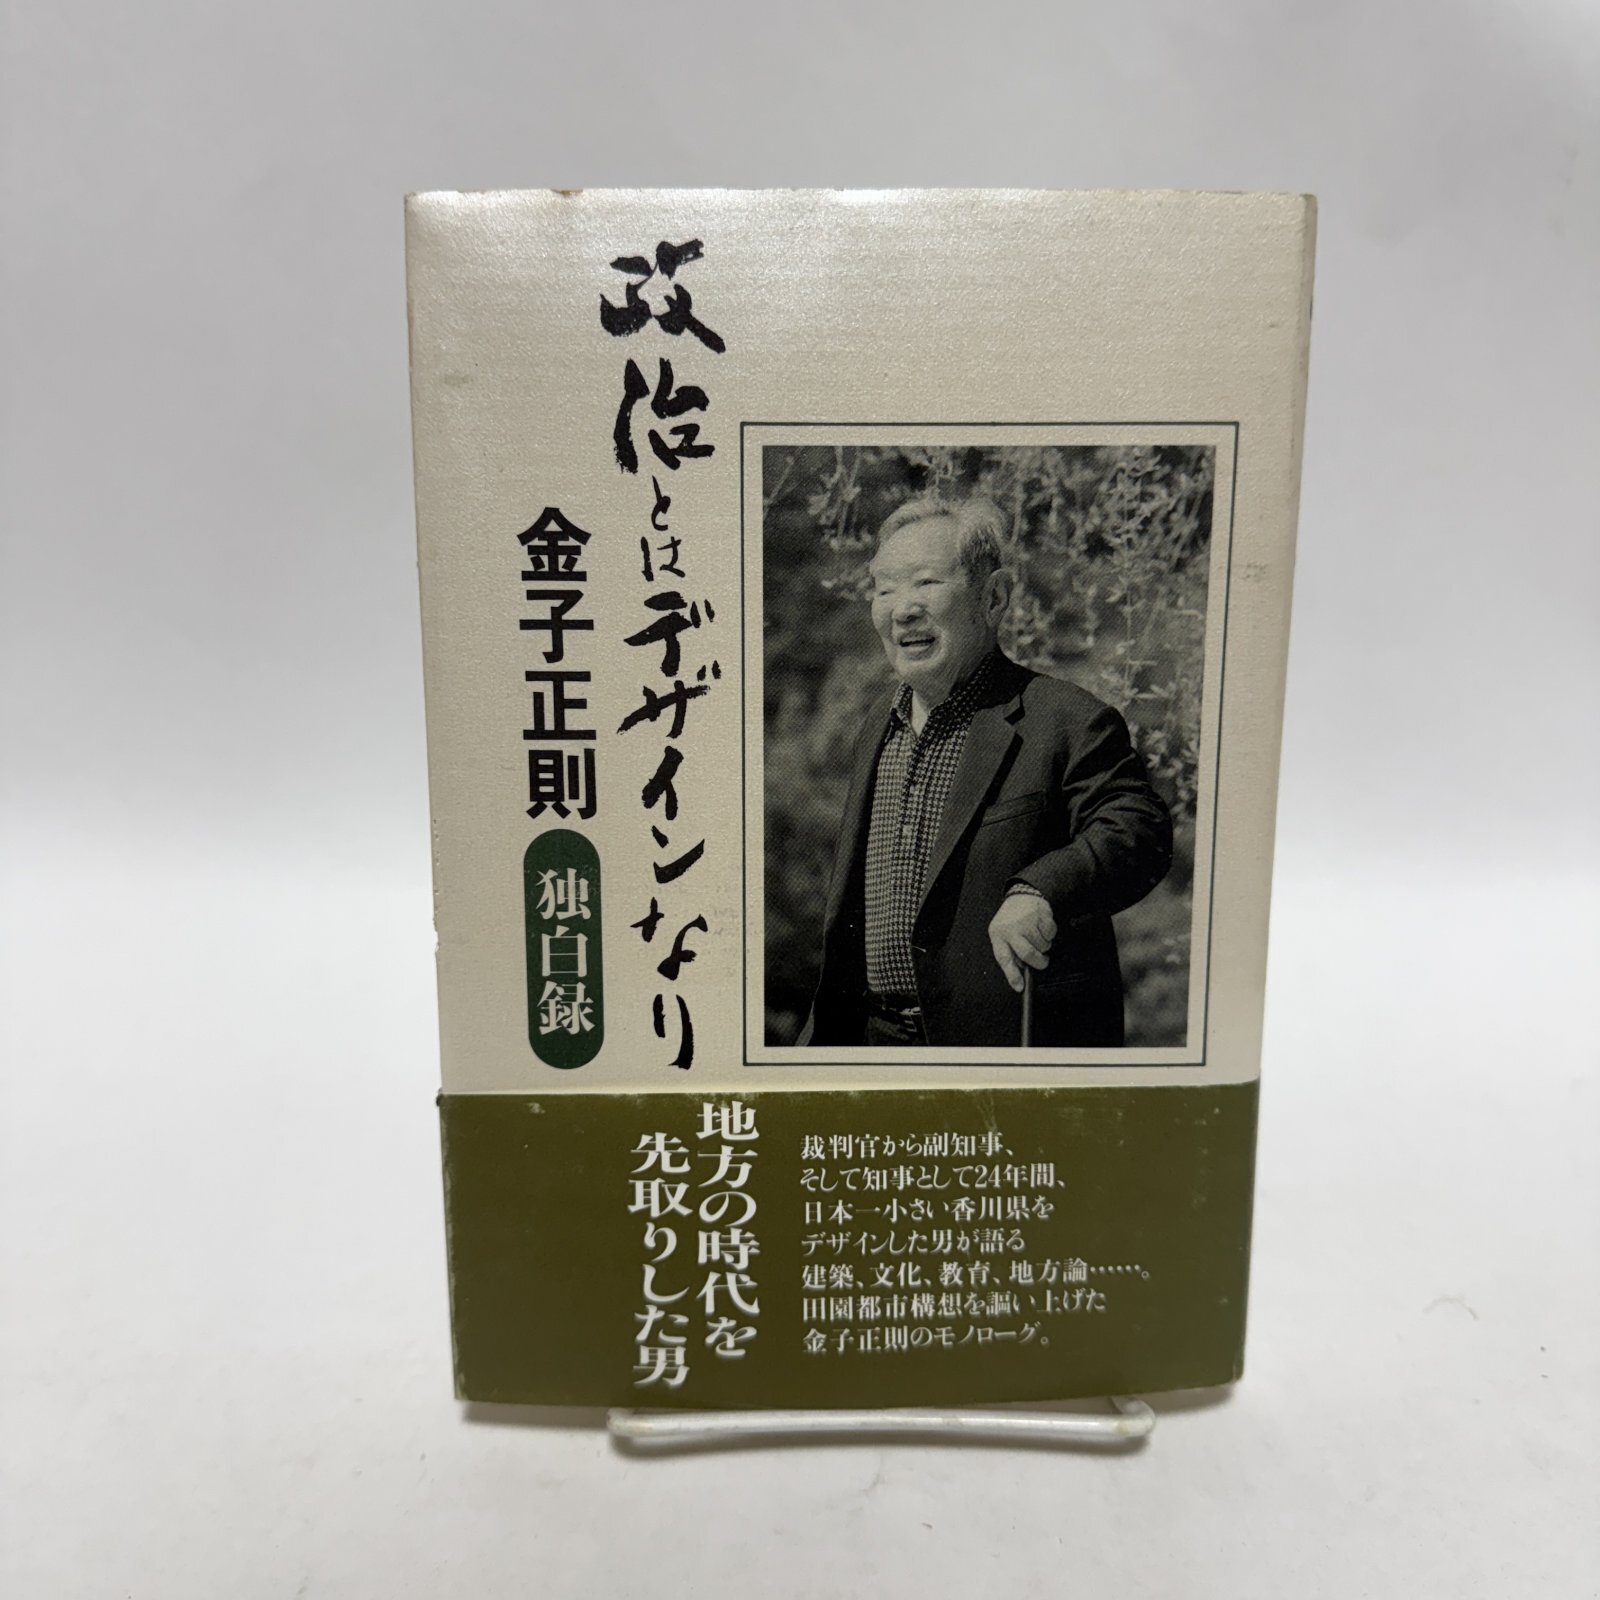 政治とはデザインなり
金子正則
独白録
地方の時代を
先取りした男
裁判官から副知事、
そして知事として24年間、
日本一小さい香川県を
デザインした男が語る
建築、文化、教育、地方論……。
田園都市構想を謳い上げた
金子正則のモノローグ。